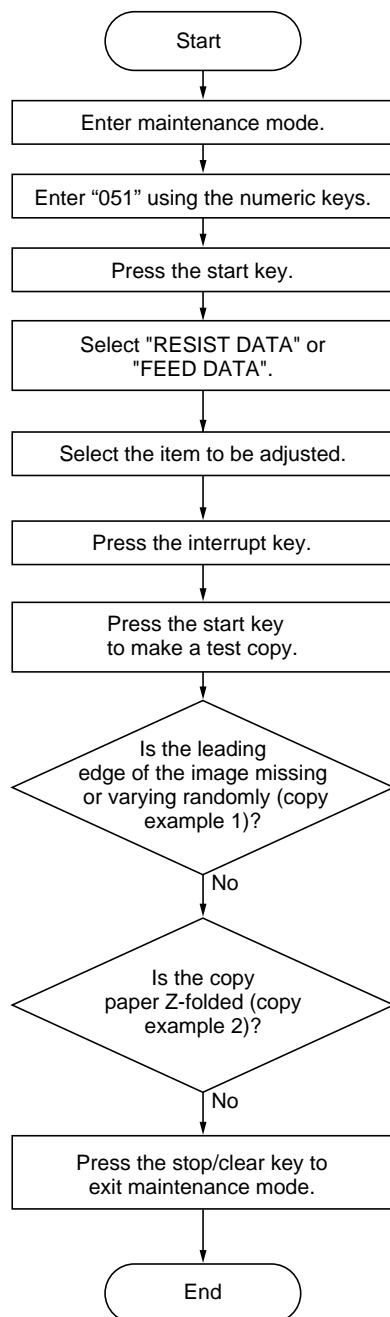 Start
Enter maintenance mode.
Enter “051” using the numeric keys.
Press the start key.
Select "RESIST DATA" or
"FEED DATA".
Select the item to be adjusted.
Press the interrupt key.
Press the start key
to make a test copy.
Is the leading
edge of the image missing
or varying randomly (copy
example 1)?
No
Is the copy
paper Z-folded (copy
example 2)?
No
Press the stop/clear key to
exit maintenance mode.
End